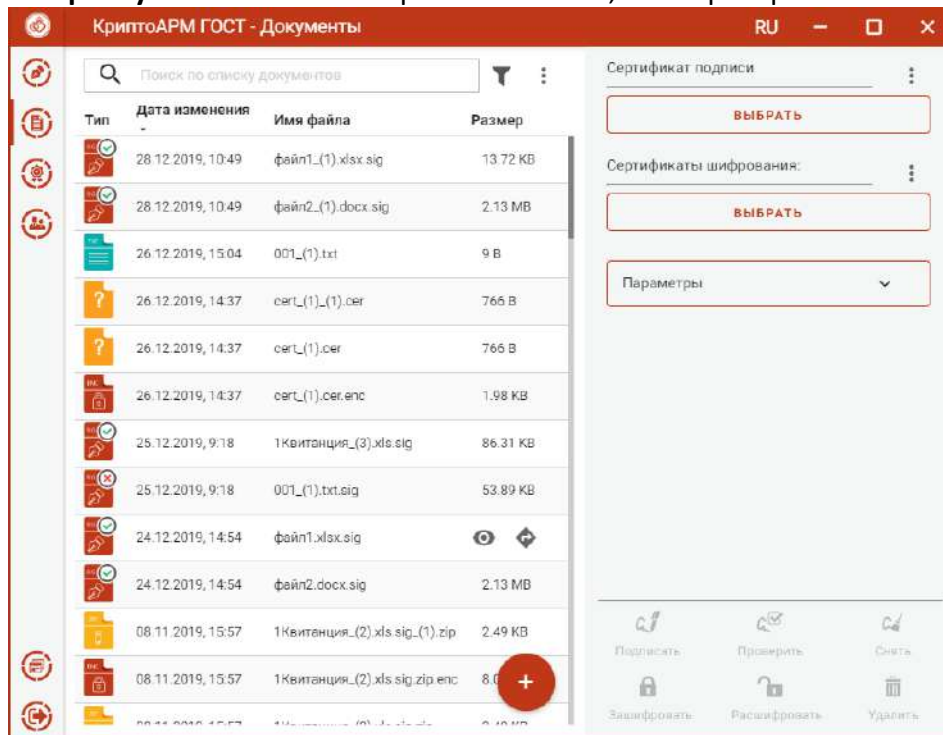 КриптоАРМ ГОСТ - Документы
RU
Поиск по списку документов
Тип Дата изменения Имя файла Размер
28.12.2019, 10:49 файл1_(1).xlsx.sig 13.72 KB
28.12.2019, 10:49 файл2_(1).docx.sig 2.13 MB
26.12.2019, 15:04 001_(1).txt 9 B
26.12.2019, 14:37 cert_(1)_(1).cer 766 B
26.12.2019, 14:37 cert_(1).cer 766 B
26.12.2019, 14:37 cert_(1).cer.enc 1.98 KB
25.12.2019, 9:18 1Квитанция_(3).xls.sig 86.31 KB
25.12.2019, 9:18 001_(1).txt.sig 53.89 KB
24.12.2019, 14:54 файл1.xlsx.sig
24.12.2019, 14:54 файл2.docx.sig 2.13 MB
08.11.2019, 15:57 1Квитанция_(2).xls.sig_(1).zip 2.49 KB
08.11.2019, 15:57 1Квитанция_(2).xls.sig.zip.enc
Сертификат подписи
ВЫБРАТЬ
Сертификаты шифрования:
ВЫБРАТЬ
Параметры
Подписать Проверить Снять
Зашифровать Расшифровать Удалить